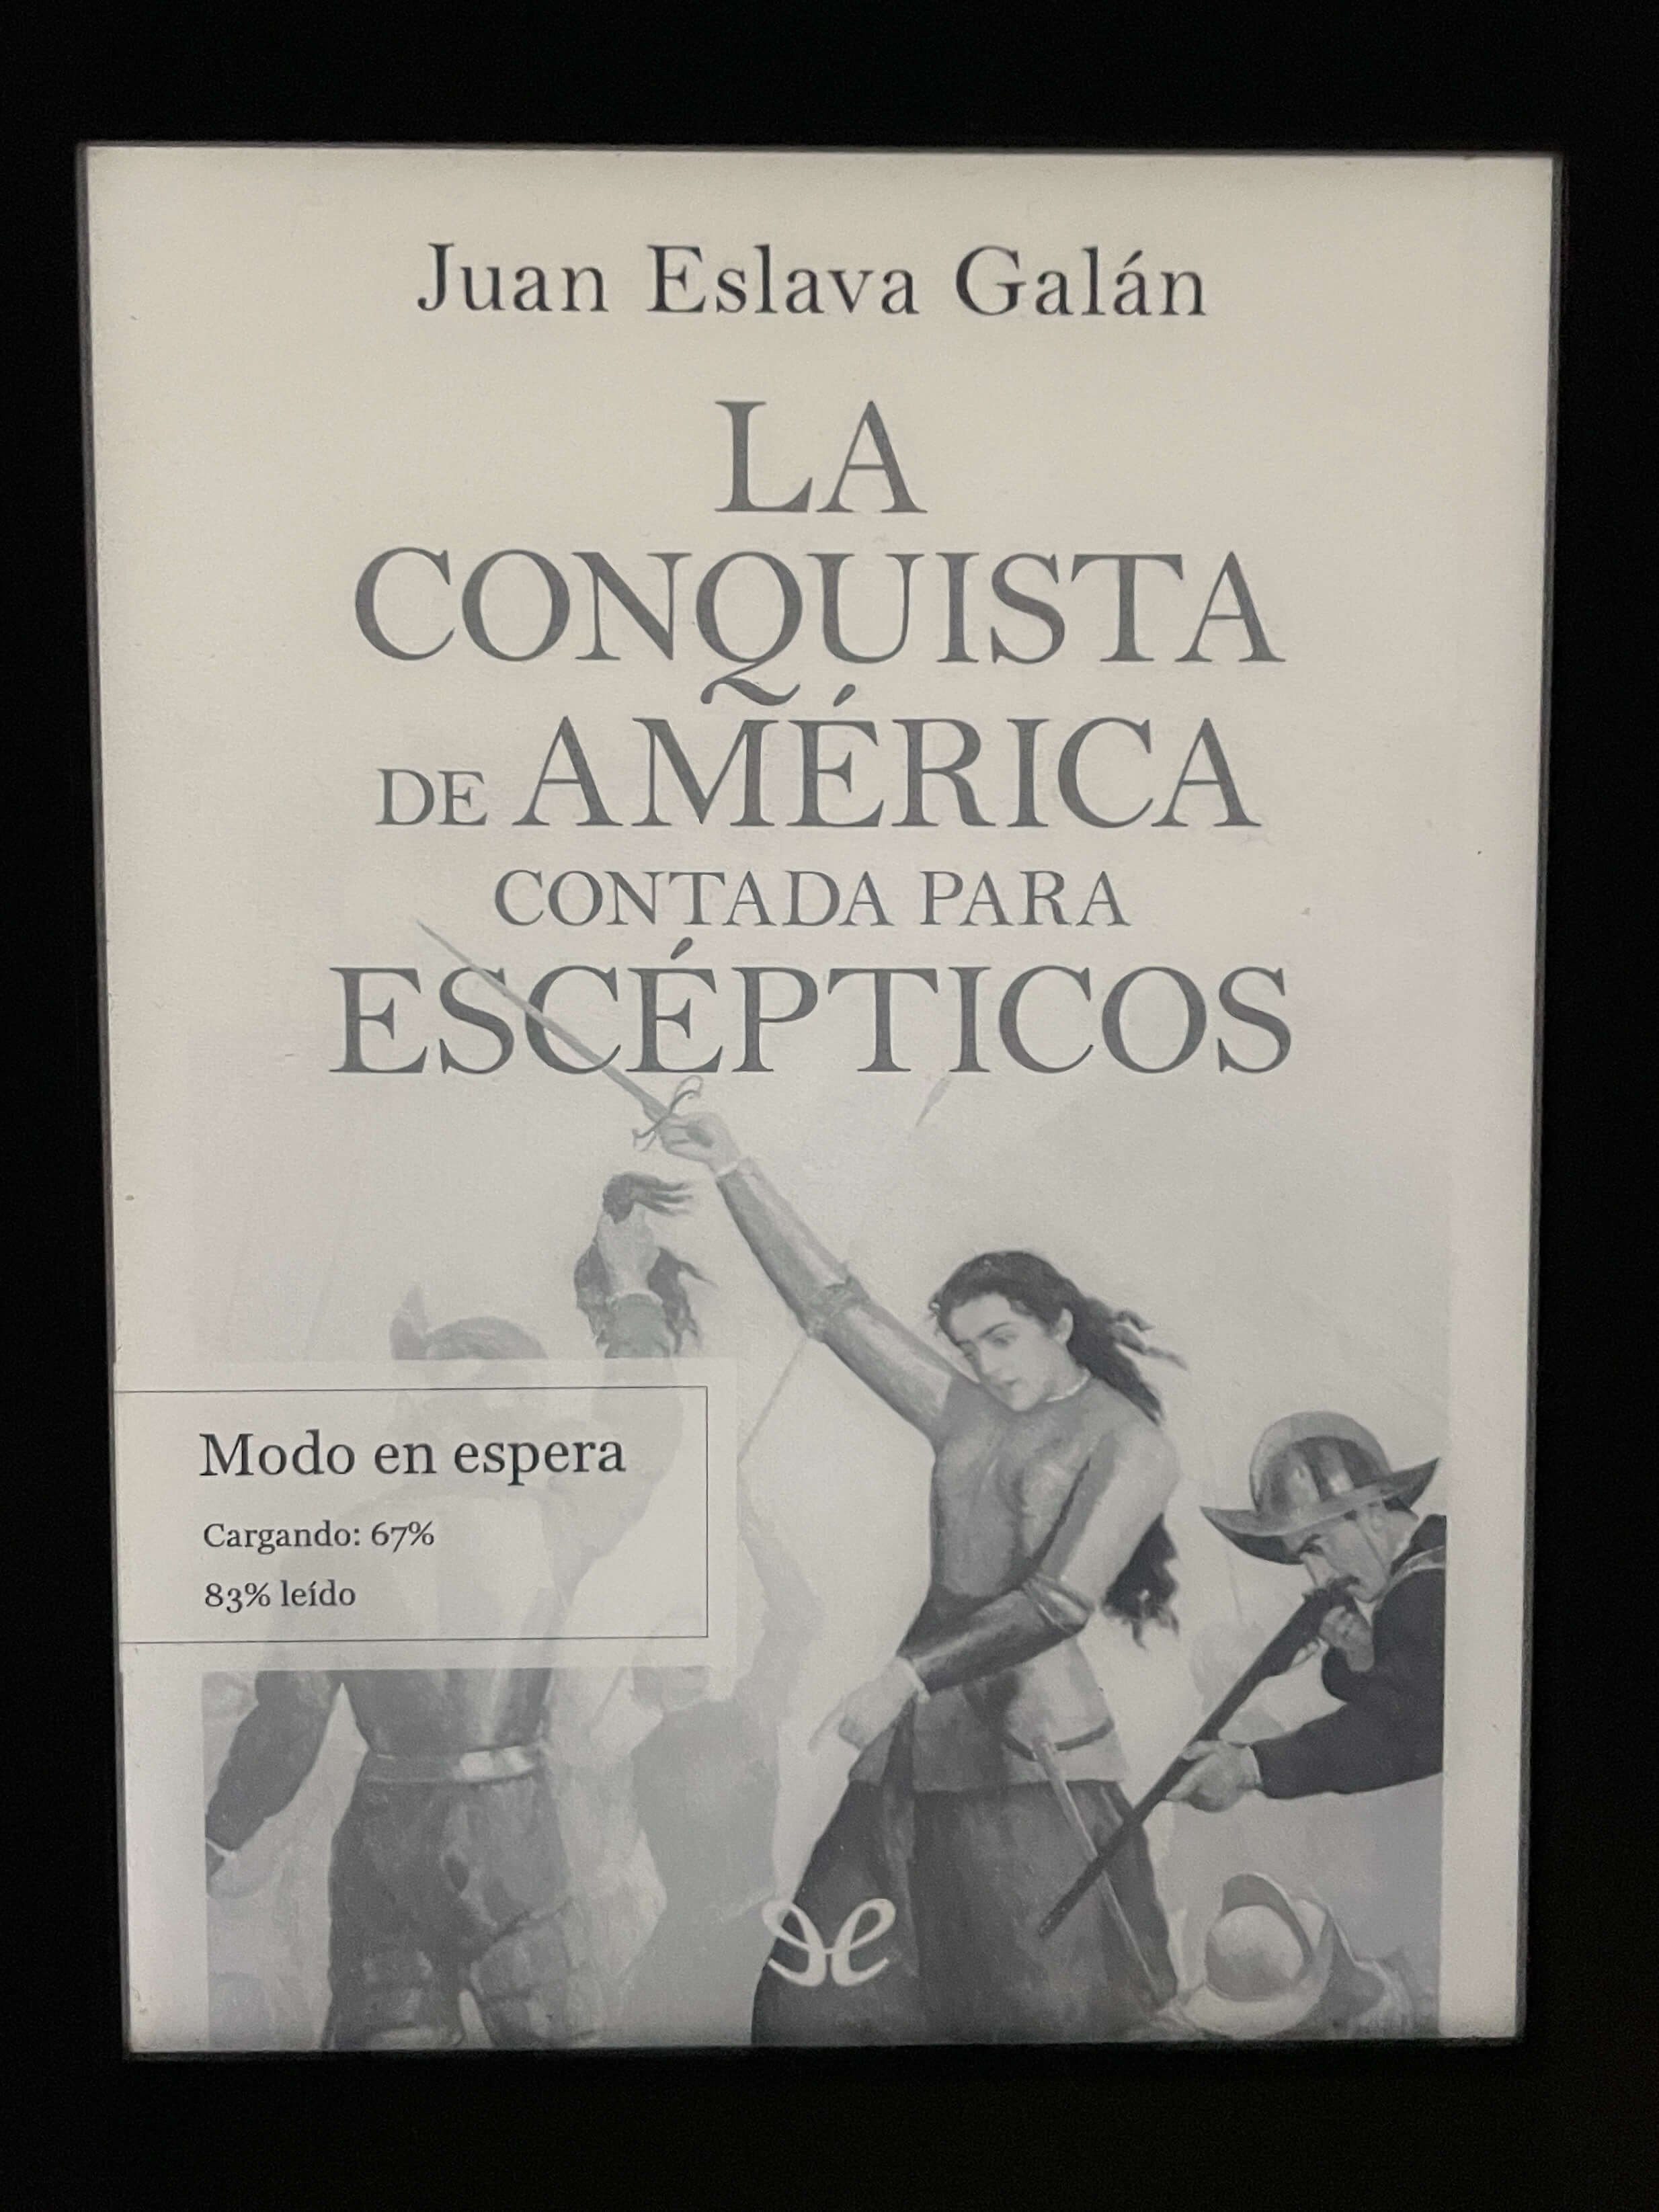 Juan Eslava Galán
LA
CONQUISTA
DE AMÉRICA
CONTADA PARA
ESCÉPTICOS
Modo en espera
Cargando: 67%
83% leído